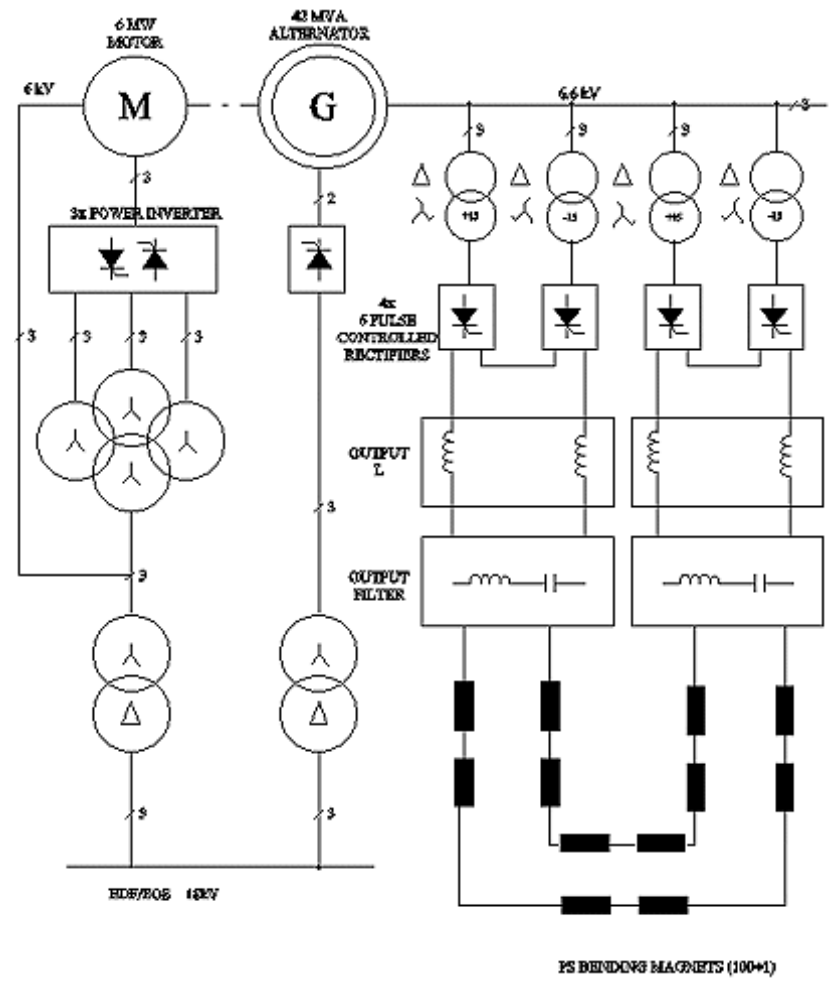 6 MW
MOTOR
42 MVA
ALTERNATOR
6 kV
M
G
6.6 kV
3
3
3
3
3
2
3X POWER INVERTER
+15
-15
+15
-15
4x
6 PULSE
CONTROLLED
RECTIFIERS
3
3
3
3
OUTPUT
L
3
3
OUTPUT
FILTER
3
3
EDF/EOS 18kV
PS BENDING MAGNETS (100+1)